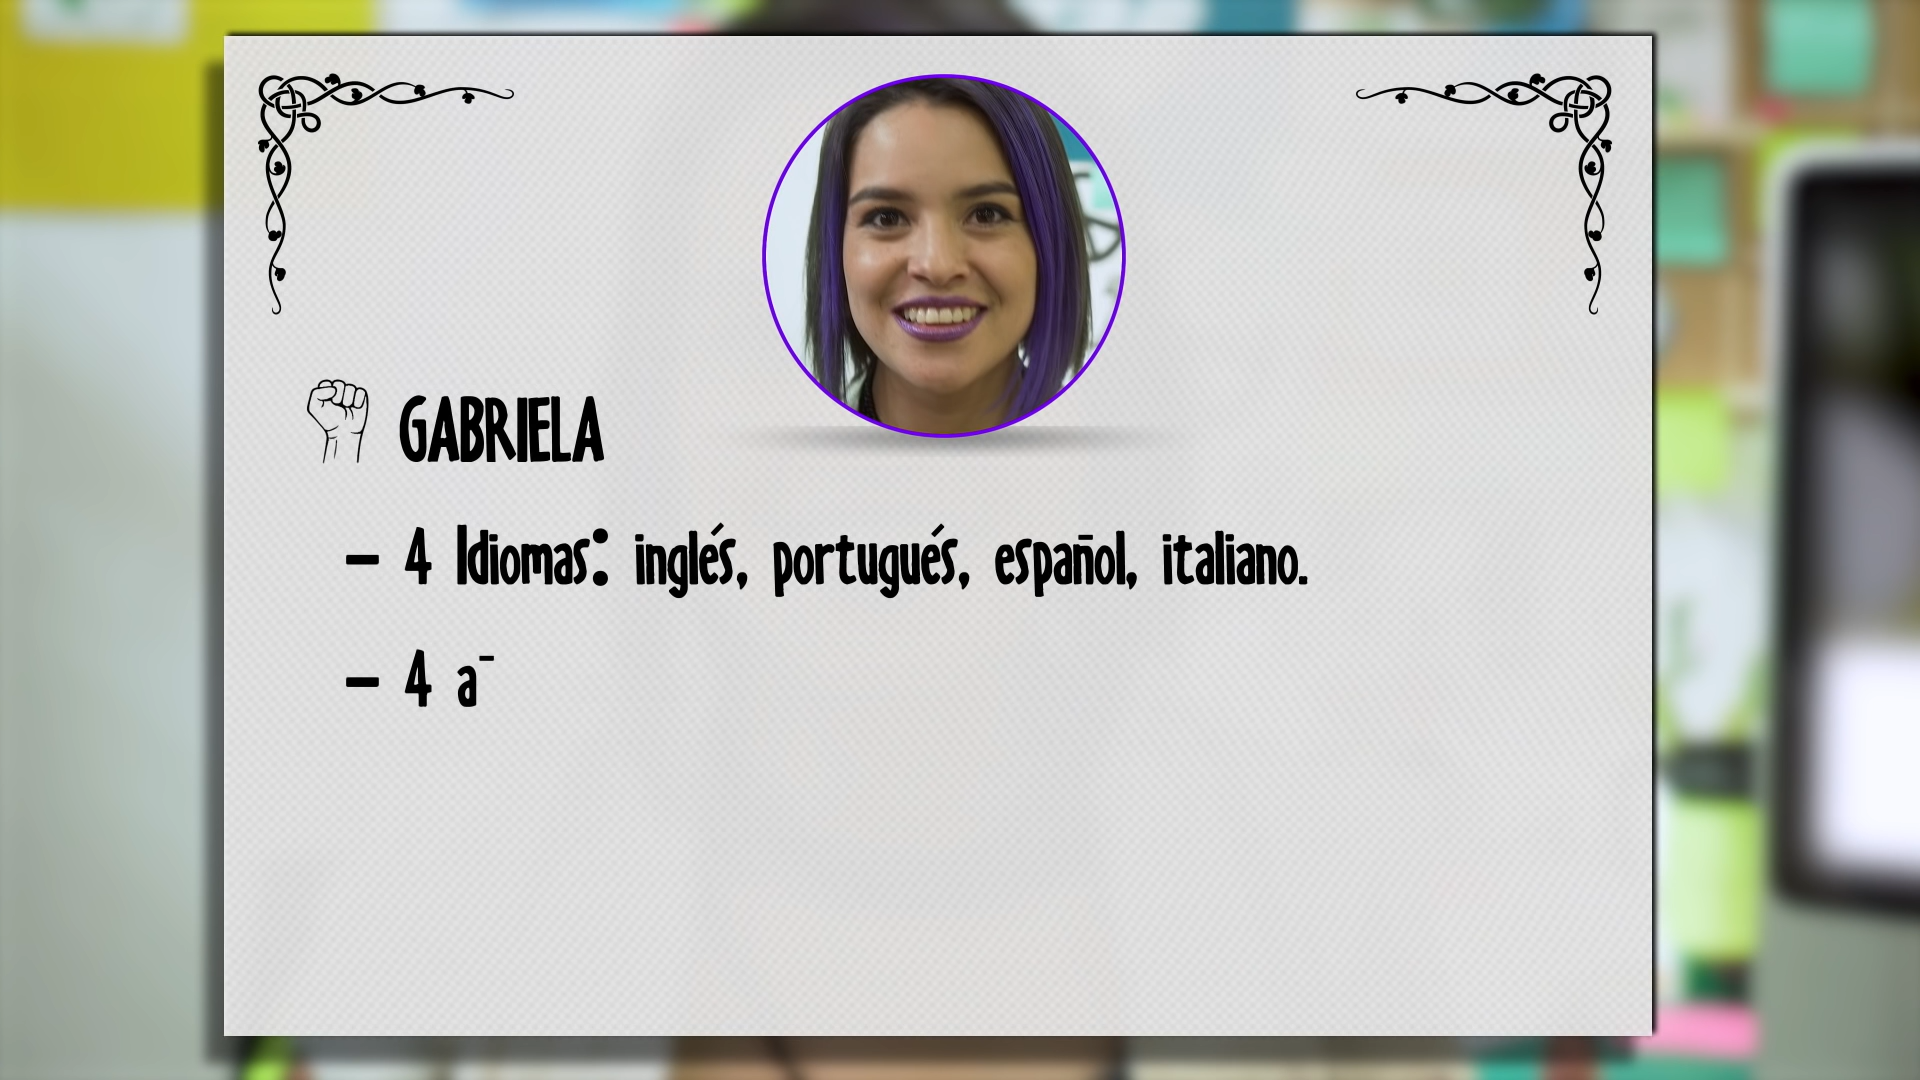 GABRIELA
– 4 Idiomas: inglés, portugués, español, italiano.
– 4 a